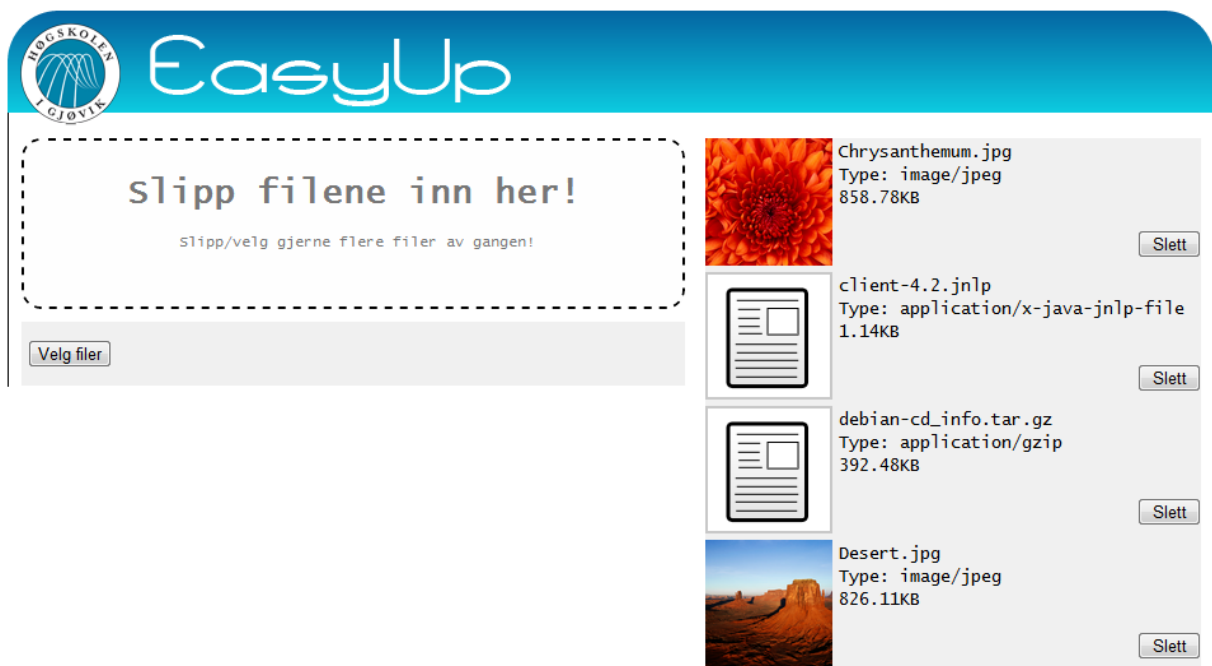 HØGSKOLEN
I GJØVIK
EasyUp
Slipp filene inn her!
Slipp/velg gjerne flere filer av gangen!
Velg filer
Chrysanthemum.jpg
Type: image/jpeg
858.78KB
Slett
client-4.2.jnlp
Type: application/x-java-jnlp-file
1.14KB
Slett
debian-cd_info.tar.gz
Type: application/gzip
392.48KB
Slett
Desert.jpg
Type: image/jpeg
826.11KB
Slett